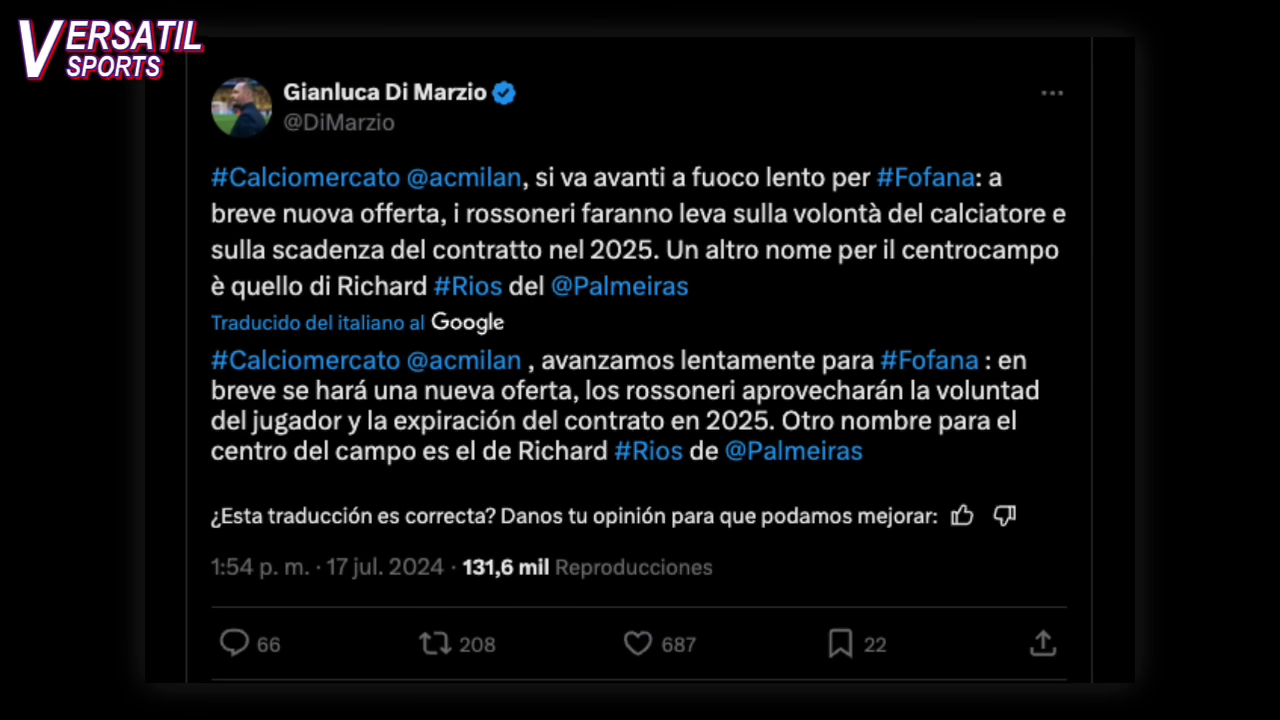 VERSATIL
SPORTS
Gianluca Di Marzio
@DiMarzio
#Calciomercato @acmilan, si va avanti a fuoco lento per #Fofana: a
breve nuova offerta, i rossoneri faranno leva sulla volontà del calciatore e
sulla scadenza del contratto nel 2025. Un altro nome per il centrocampo
è quello di Richard #Rios del @Palmeiras
Traducido del italiano al Google
#Calciomercato @acmilan , avanzamos lentamente para #Fofana : en
breve se hará una nueva oferta, los rossoneri aprovecharán la voluntad
del jugador y la expiración del contrato en 2025. Otro nombre para el
centro del campo es el de Richard #Rios de @Palmeiras
¿Esta traducción es correcta? Danos tu opinión para que podamos mejorar:
1:54 p. m. · 17 jul. 2024 · 131,6 mil Reproducciones
66 208 687 22